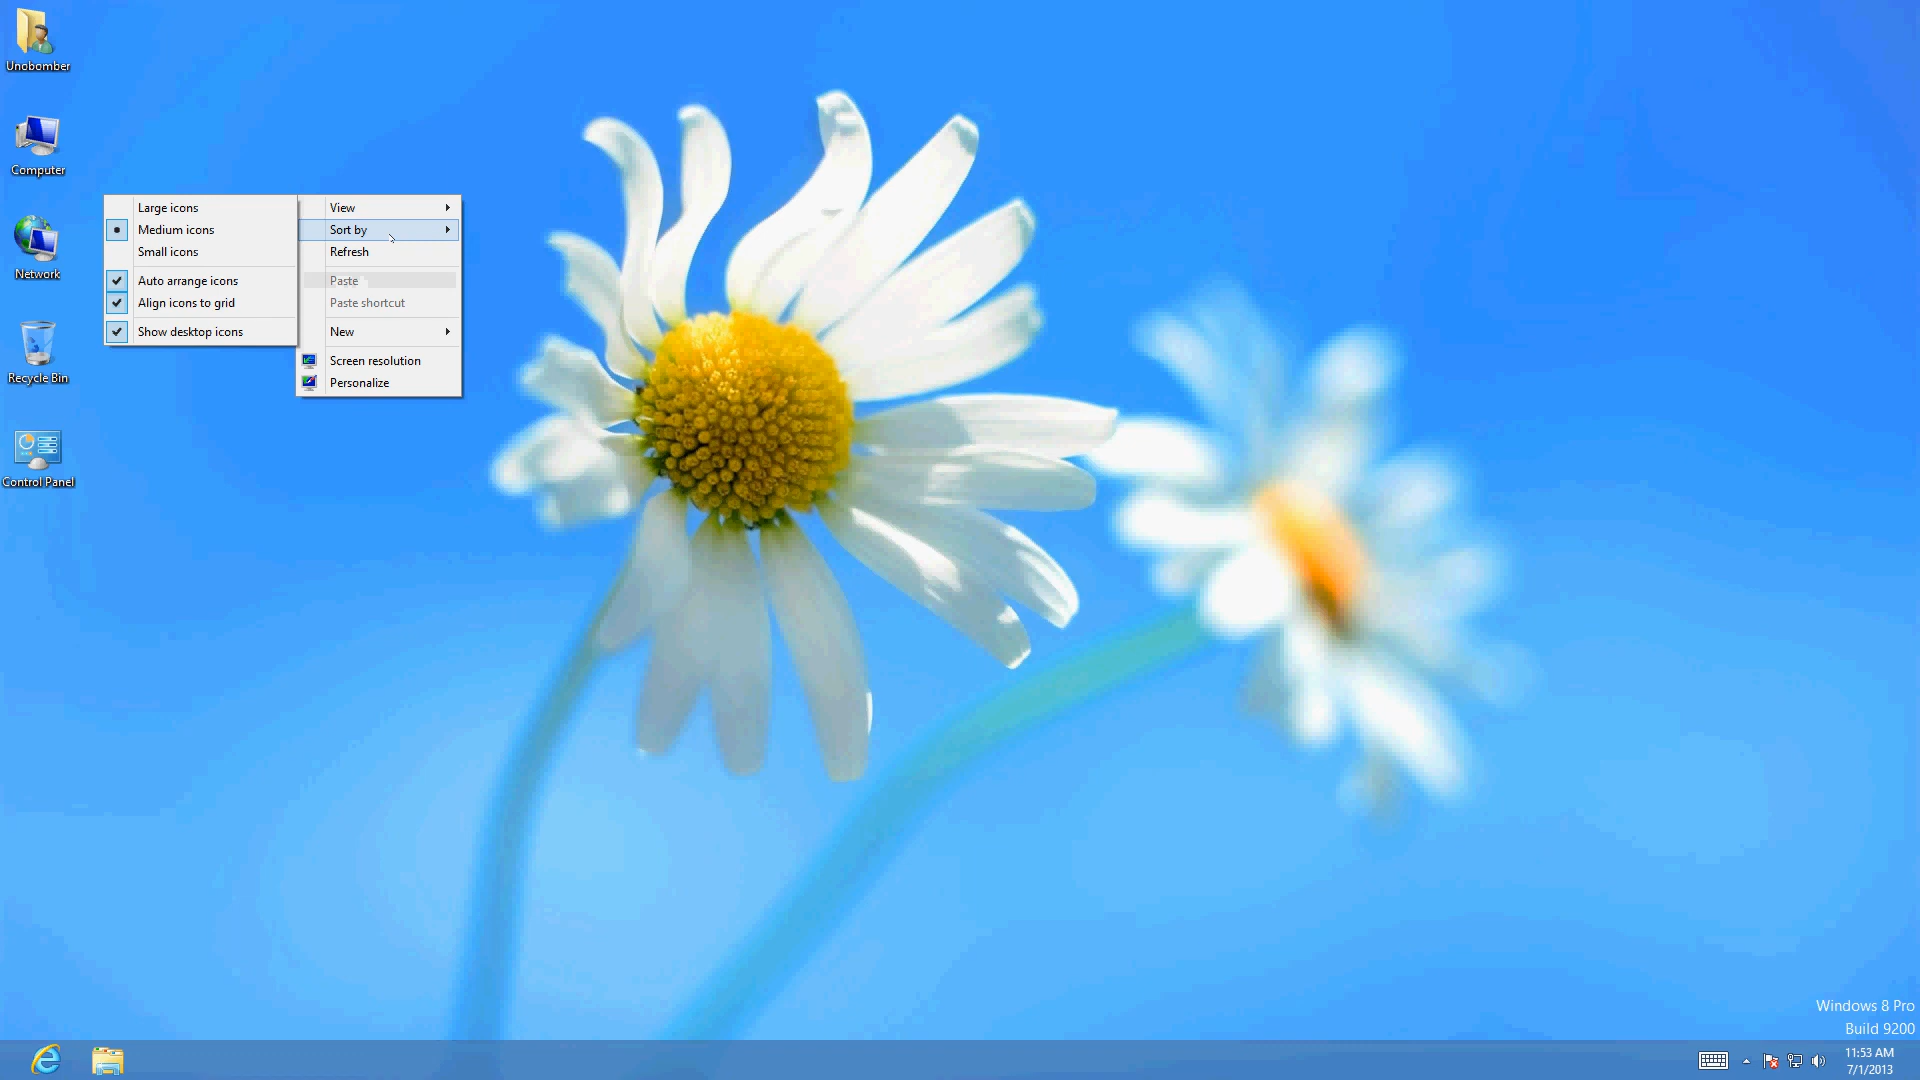 Unobomber
Computer
Network
Recycle Bin
Control Panel
Large icons
Medium icons
Small icons
Auto arrange icons
Align icons to grid
Show desktop icons
View
Sort by
Refresh
Paste
Paste shortcut
New
Screen resolution
Personalize
Windows 8 Pro
Build 9200
11:53 AM
7/1/2013